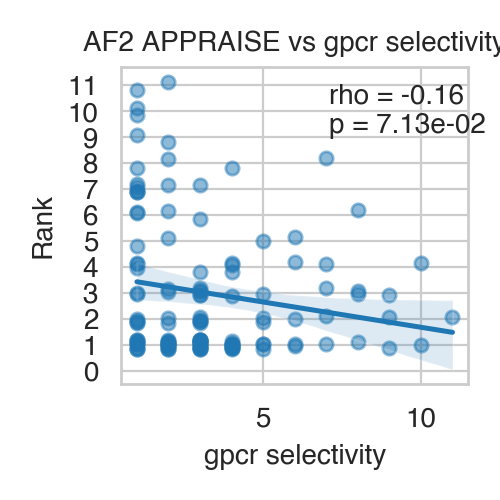 AF2 APPRAISE vs gpcr selectivity
rho = -0.16
p = 7.13e-02
11
10
9
8
7
6
5
4
3
2
1
0
Rank
5
10
gpcr selectivity